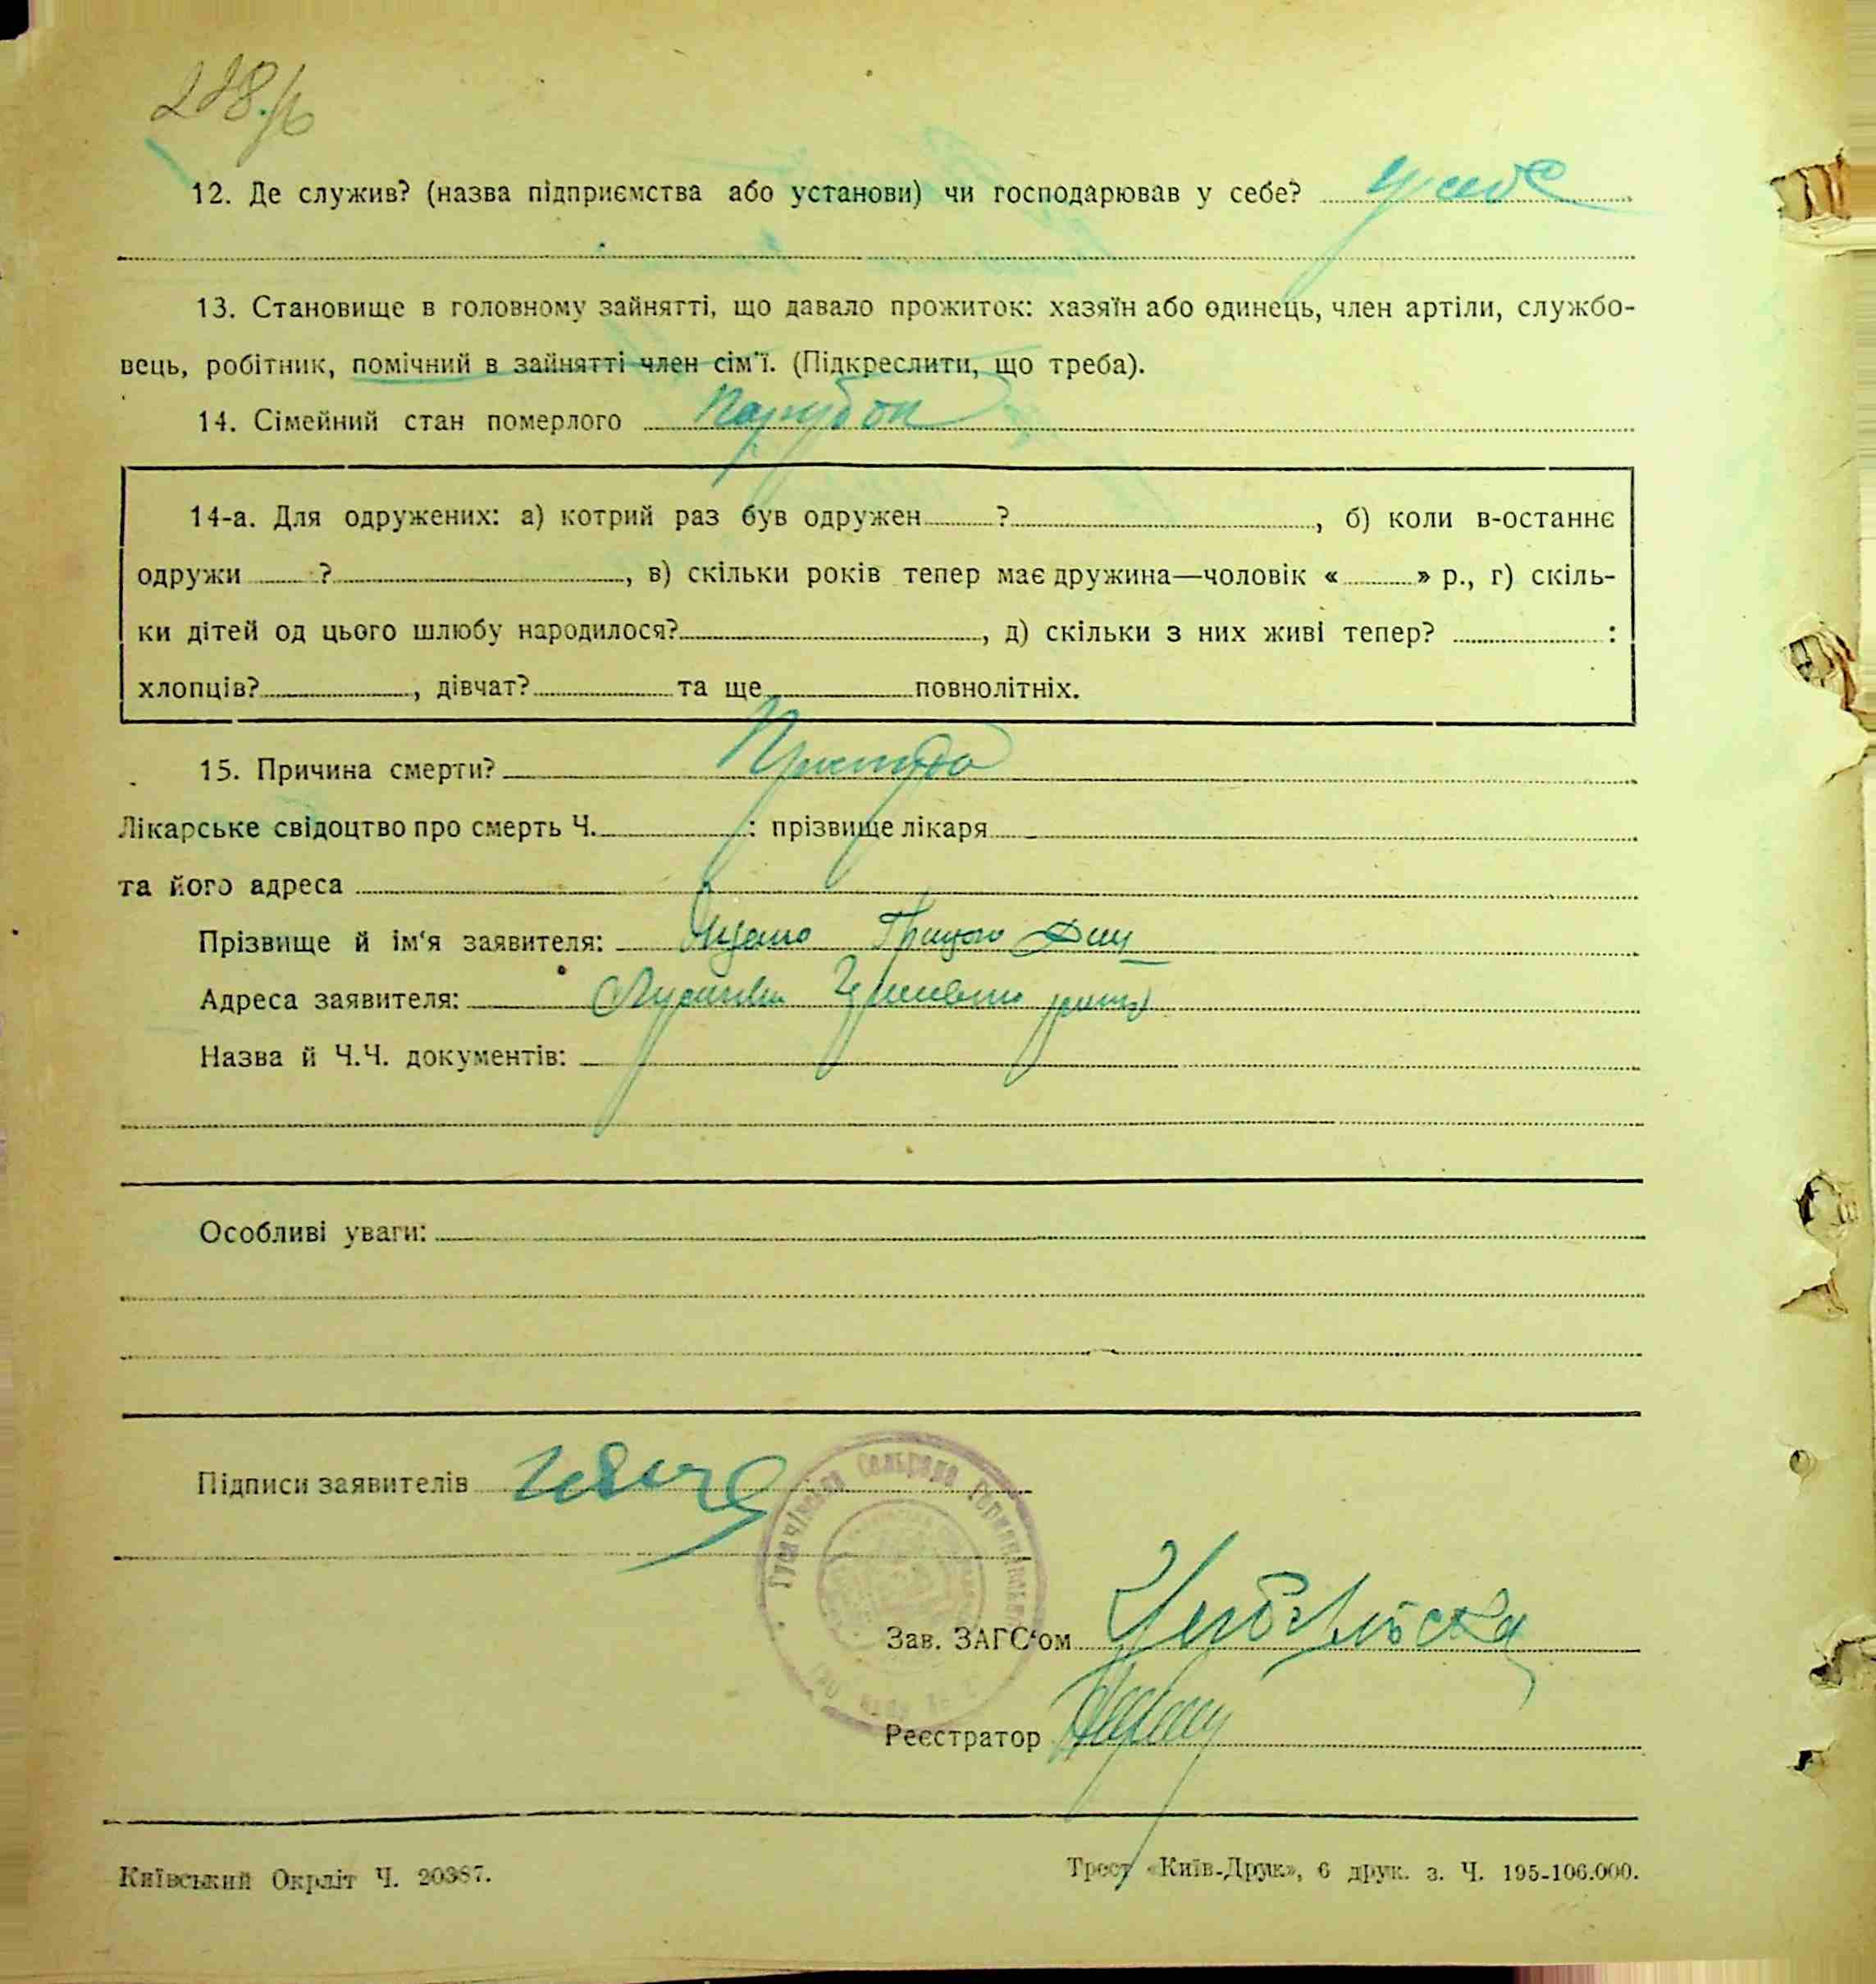 12. Де служив? (назва підприємства або установи) чи господарював у себе? у себе
13. Становище в головному зайнятті, що давало прожиток: хазяїн або одинець, член артіли, службо-
вець, робітник, помічний в зайнятті член сім'ї. (Підкреслити, що треба).
14. Сімейний стан померлого Парубок
14-а. Для одружених: а) котрий раз був одружен ?, б) коли в-останнє
одружи ?, в) скільки років тепер має дружина—чоловік « » р., г) скіль-
ки дітей од цього шлюбу народилося?, д) скільки з них живі тепер? :
хлопців?, дівчат? та ще повнолітніх.
15. Причина смерти? Простуда
Лікарське свідоцтво про смерть Ч. : прізвище лікаря
та його адреса
Прізвище й ім'я заявителя:
Адреса заявителя:
Назва й Ч.Ч. документів:
Особливі уваги:
Підписи заявителів
Сельрада
Зав. ЗАГС'ом
Реєстратор
Київський Окрліт Ч. 20387.
Трест «Київ-Друк», 6 друк. з. Ч. 195-106.000.